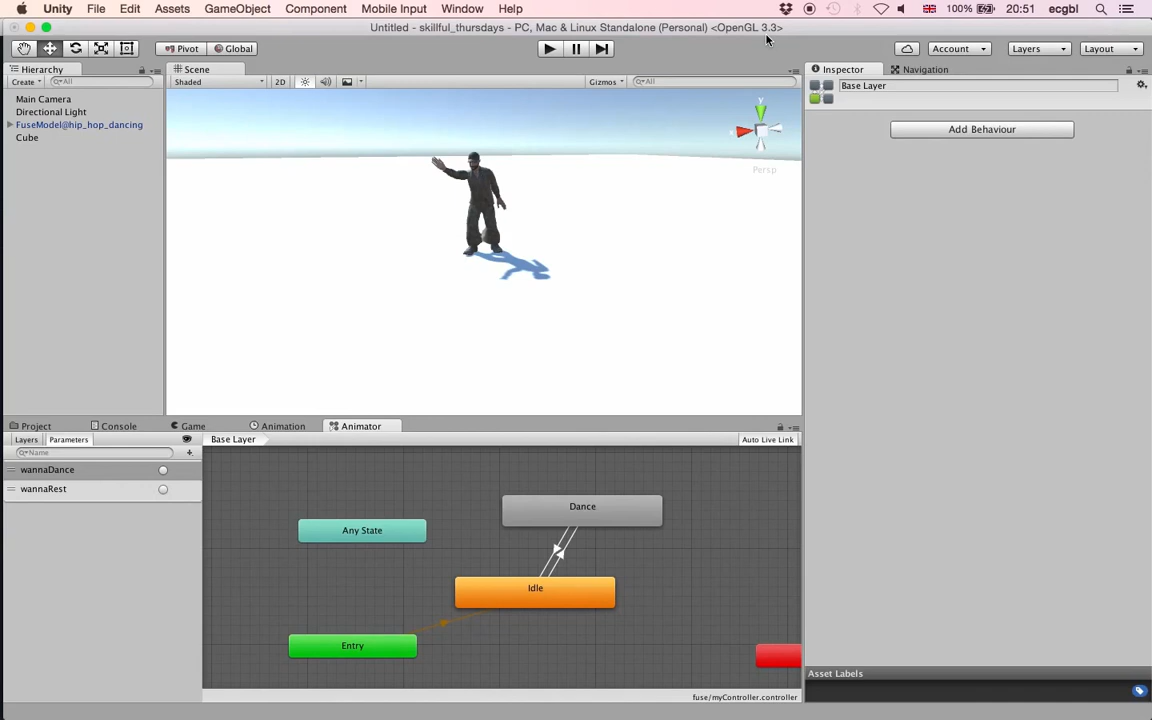 Unity File Edit Assets GameObject Component Mobile Input Window Help 100% 20:51 ecgbl
Untitled - skillful_thursdays - PC, Mac & Linux Standalone (Personal) <OpenGL 3.3>
Pivot Global Account Layers Layout
Hierarchy Scene Inspector Navigation
Create All Shaded 2D Gizmos All
Base Layer
Main Camera
Directional Light
FuseModel@hip_hop_dancing
Cube
Add Behaviour
y
x
Persp
Project Console Game Animation Animator
Layers Parameters Base Layer Auto Live Link
Name
wannaDance
wannaRest
Dance
Any State
Idle
Entry
Asset Labels
fuse/myController.controller